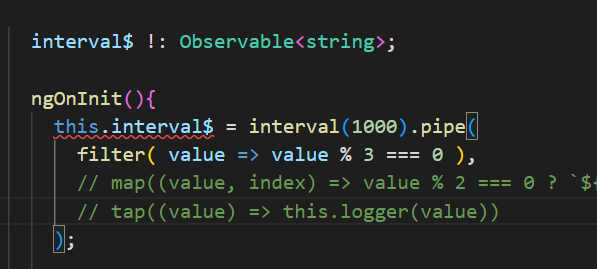 interval$ !: Observable<string>;
ngOnInit(){
this.interval$ = interval(1000).pipe(
filter( value => value % 3 === 0 ),
// map((value, index) => value % 2 === 0 ? `$
// tap((value) => this.logger(value))
);